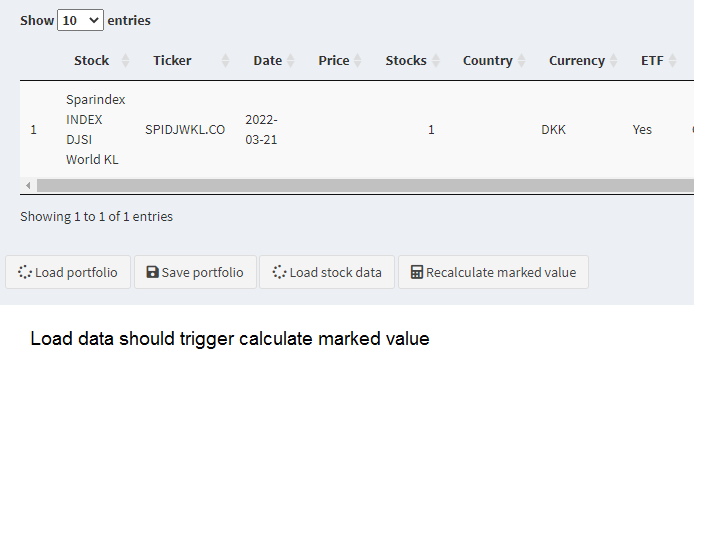 Show 10 entries
Stock Ticker Date Price Stocks Country Currency ETF
1 Sparindex INDEX DJSI World KL SPIDJWKL.CO 2022-03-21 1 DKK Yes
Showing 1 to 1 of 1 entries
Load portfolio Save portfolio Load stock data Recalculate marked value
Load data should trigger calculate marked value